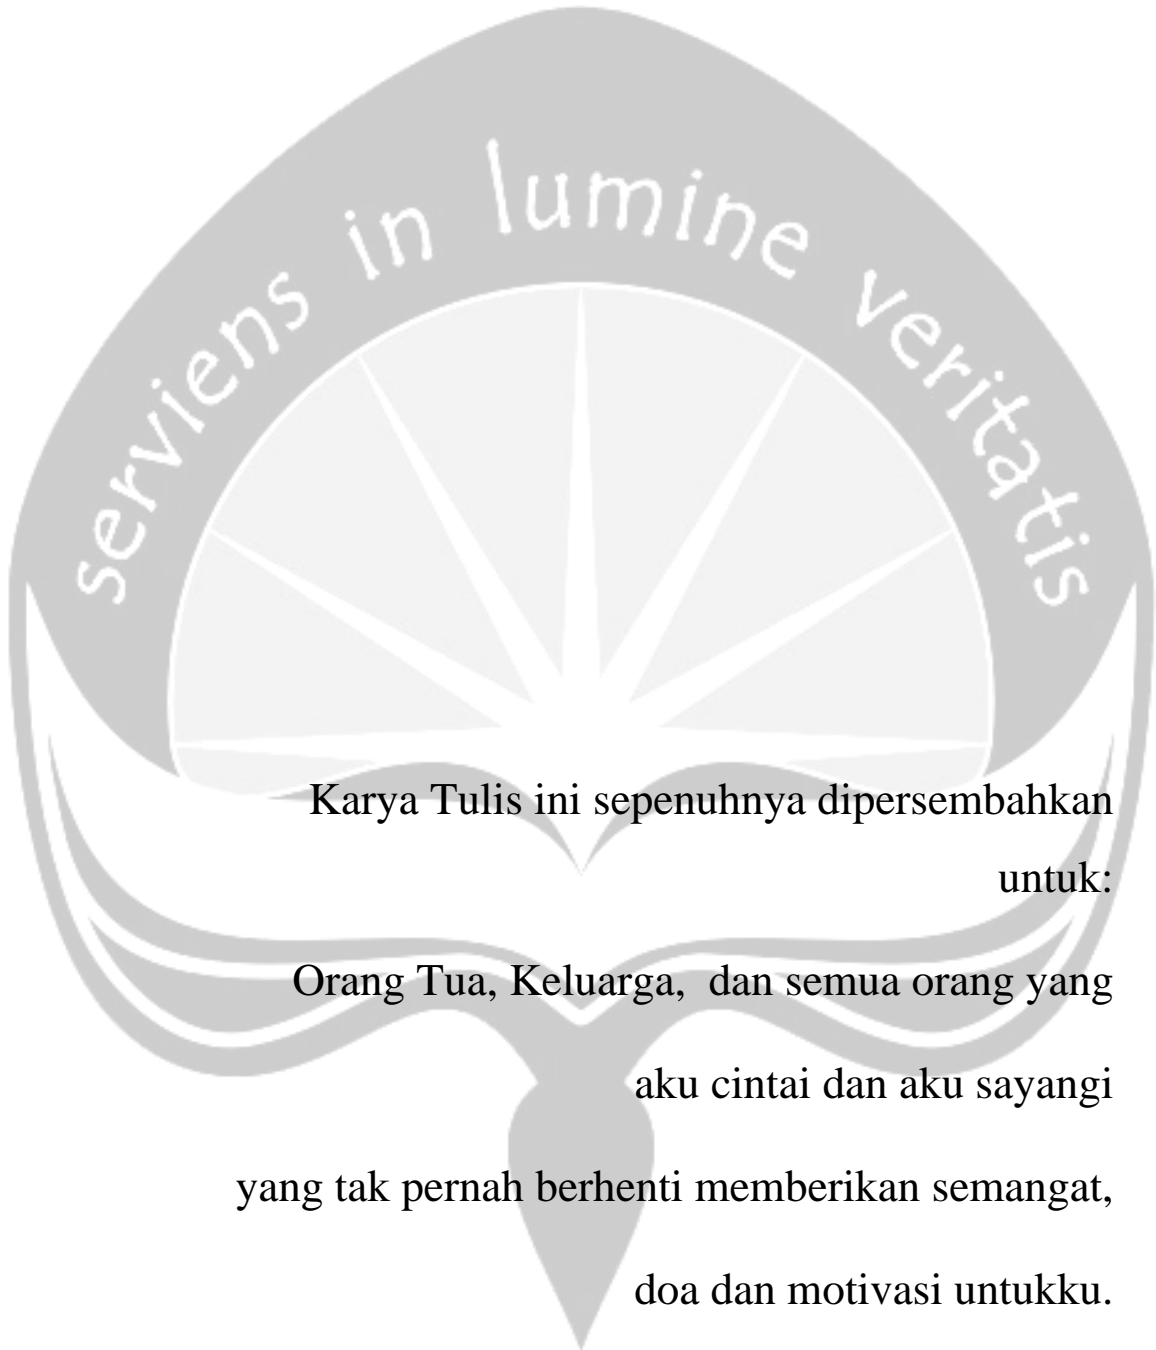 serviens in lumine veritatis
Karya Tulis ini sepenuhnya dipersembahkan
untuk:
Orang Tua, Keluarga,  dan semua orang yang
aku cintai dan aku sayangi
yang tak pernah berhenti memberikan semangat,
doa dan motivasi untukku.